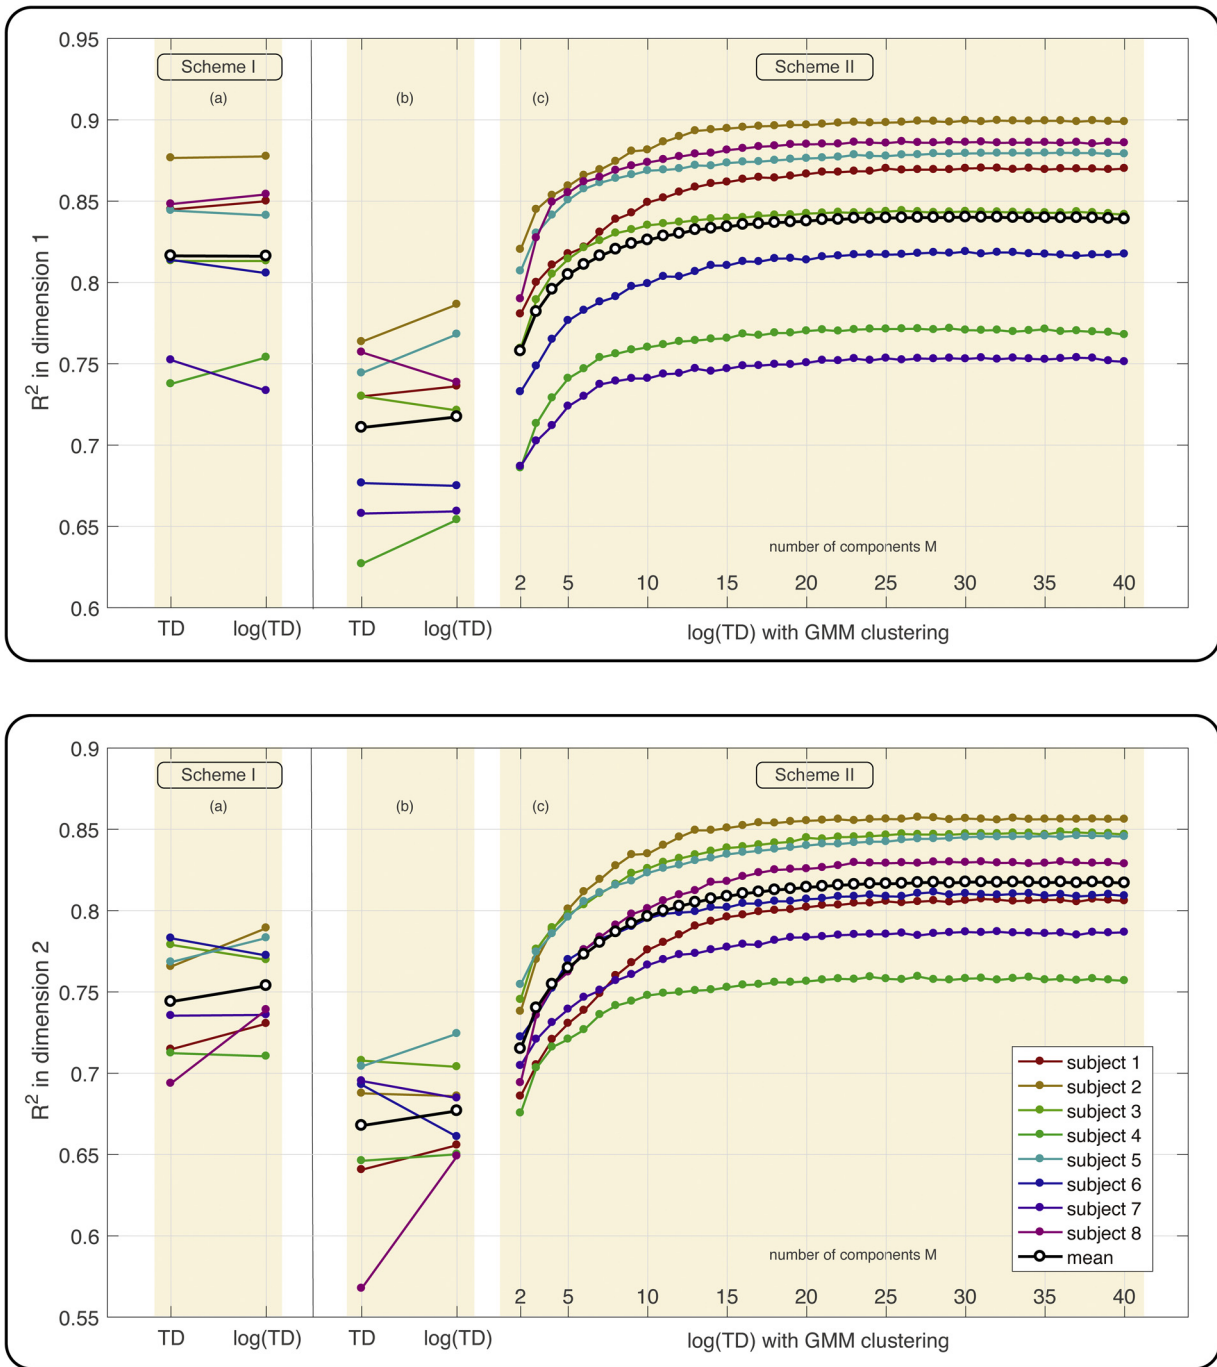 Scheme I
Scheme II
(a)
(b)
(c)
0.95
0.9
0.85
0.8
0.75
0.7
0.65
0.6
R² in dimension 1
number of components M
2 5 10 15 20 25 30 35 40
TD log(TD) TD log(TD) log(TD) with GMM clustering
Scheme I
Scheme II
(a)
(b)
(c)
0.9
0.85
0.8
0.75
0.7
0.65
0.6
0.55
R² in dimension 2
subject 1
subject 2
subject 3
subject 4
subject 5
subject 6
subject 7
subject 8
mean
number of components M
2 5 10 15 20 25 30 35 40
TD log(TD) TD log(TD) log(TD) with GMM clustering